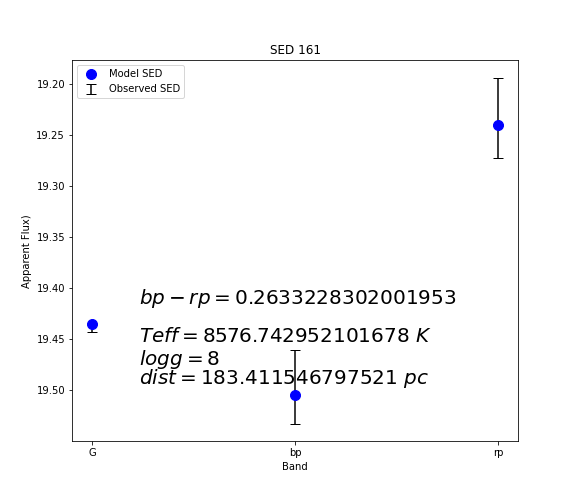 SED 161
Model SED
Observed SED
19.20
19.25
19.30
19.35
19.40
19.45
19.50
Apparent Flux)
bp − rp = 0.2633228302001953
Teff = 8576.742952101678 K
logg = 8
dist = 183.411546797521 pc
G
bp
rp
Band